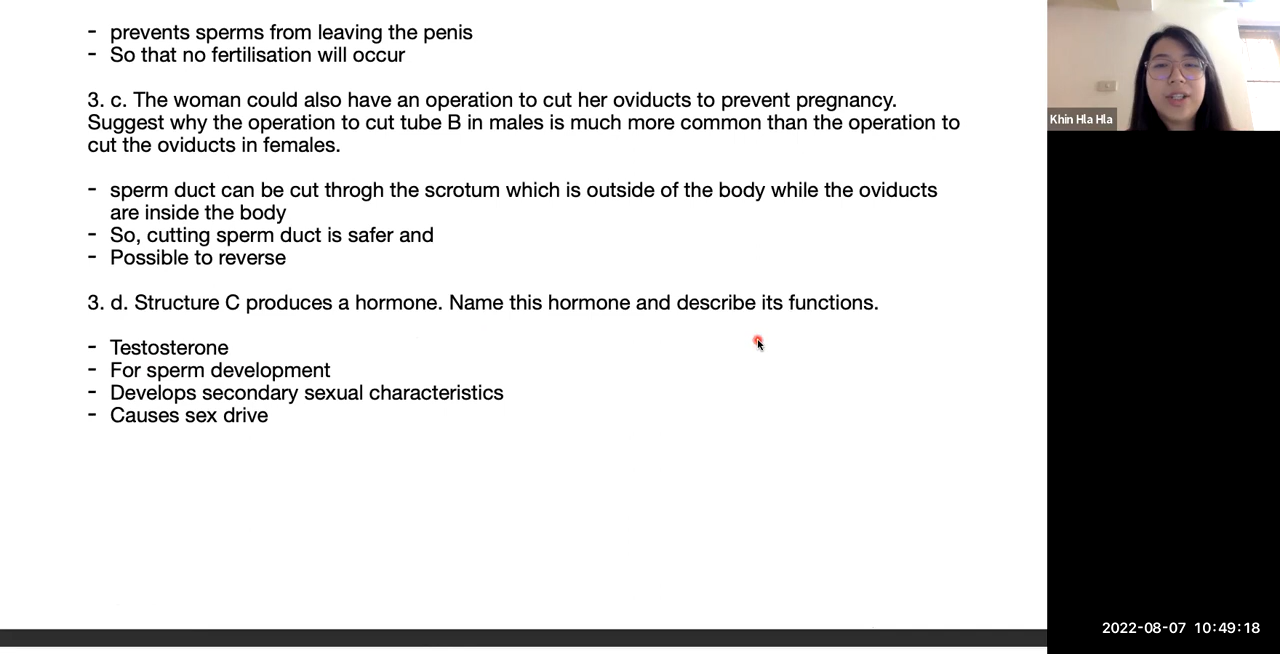 - prevents sperms from leaving the penis
- So that no fertilisation will occur
3. c. The woman could also have an operation to cut her oviducts to prevent pregnancy.
Suggest why the operation to cut tube B in males is much more common than the operation to
cut the oviducts in females.
- sperm duct can be cut throgh the scrotum which is outside of the body while the oviducts
are inside the body
- So, cutting sperm duct is safer and
- Possible to reverse
3. d. Structure C produces a hormone. Name this hormone and describe its functions.
- Testosterone
- For sperm development
- Develops secondary sexual characteristics
- Causes sex drive
Khin Hla Hla
2022-08-07 10:49:18